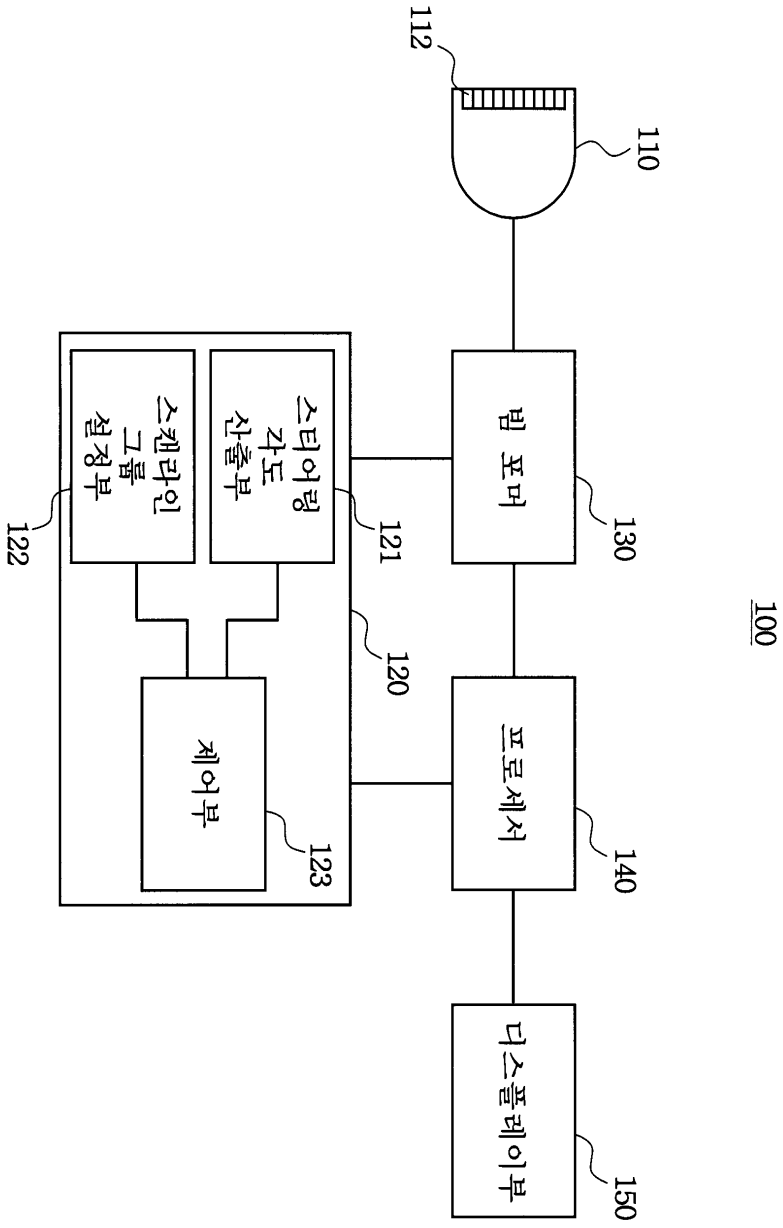 100
110
112
빔 포머
130
프로세서
140
디스플레이부
150
스티어링
각도
산출부
121
스캔라인
그룹
설정부
122
120
제어부
123